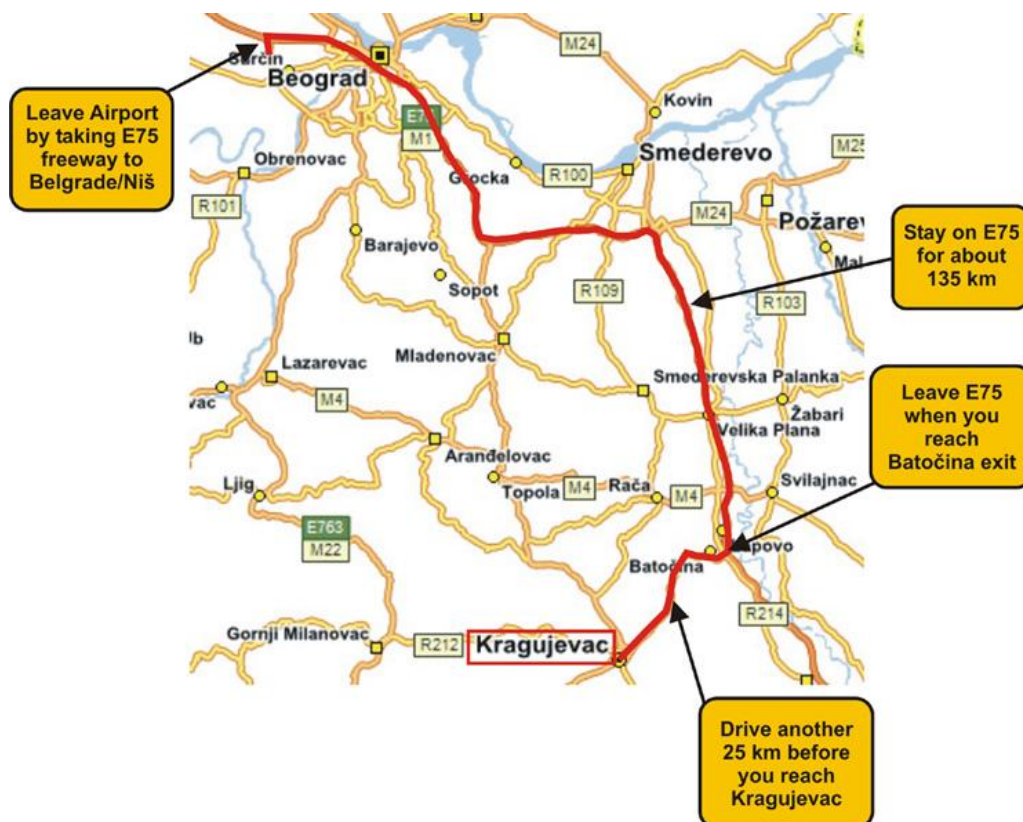 M24
Surčin
Beograd
Kovin
Leave Airport
by taking E75
freeway to
Belgrade/Niš
M1
Obrenovac
Smederevo
Grocka
R100
R101
M24
Požarev
Barajevo
Stay on E75
for about
135 km
Sopot
R109
R103
Mladenovac
Lazarevac
Smederevska Palanka
Leave E75
when you
reach
Batočina exit
vac
M4
Žabari
Velika Plana
Aranđelovac
Ljig
Topola
M4
Rača
M4
Svilajnac
E763
M22
Batočina
apovo
R214
Gornji Milanovac
R212
Kragujevac
Drive another
25 km before
you reach
Kragujevac